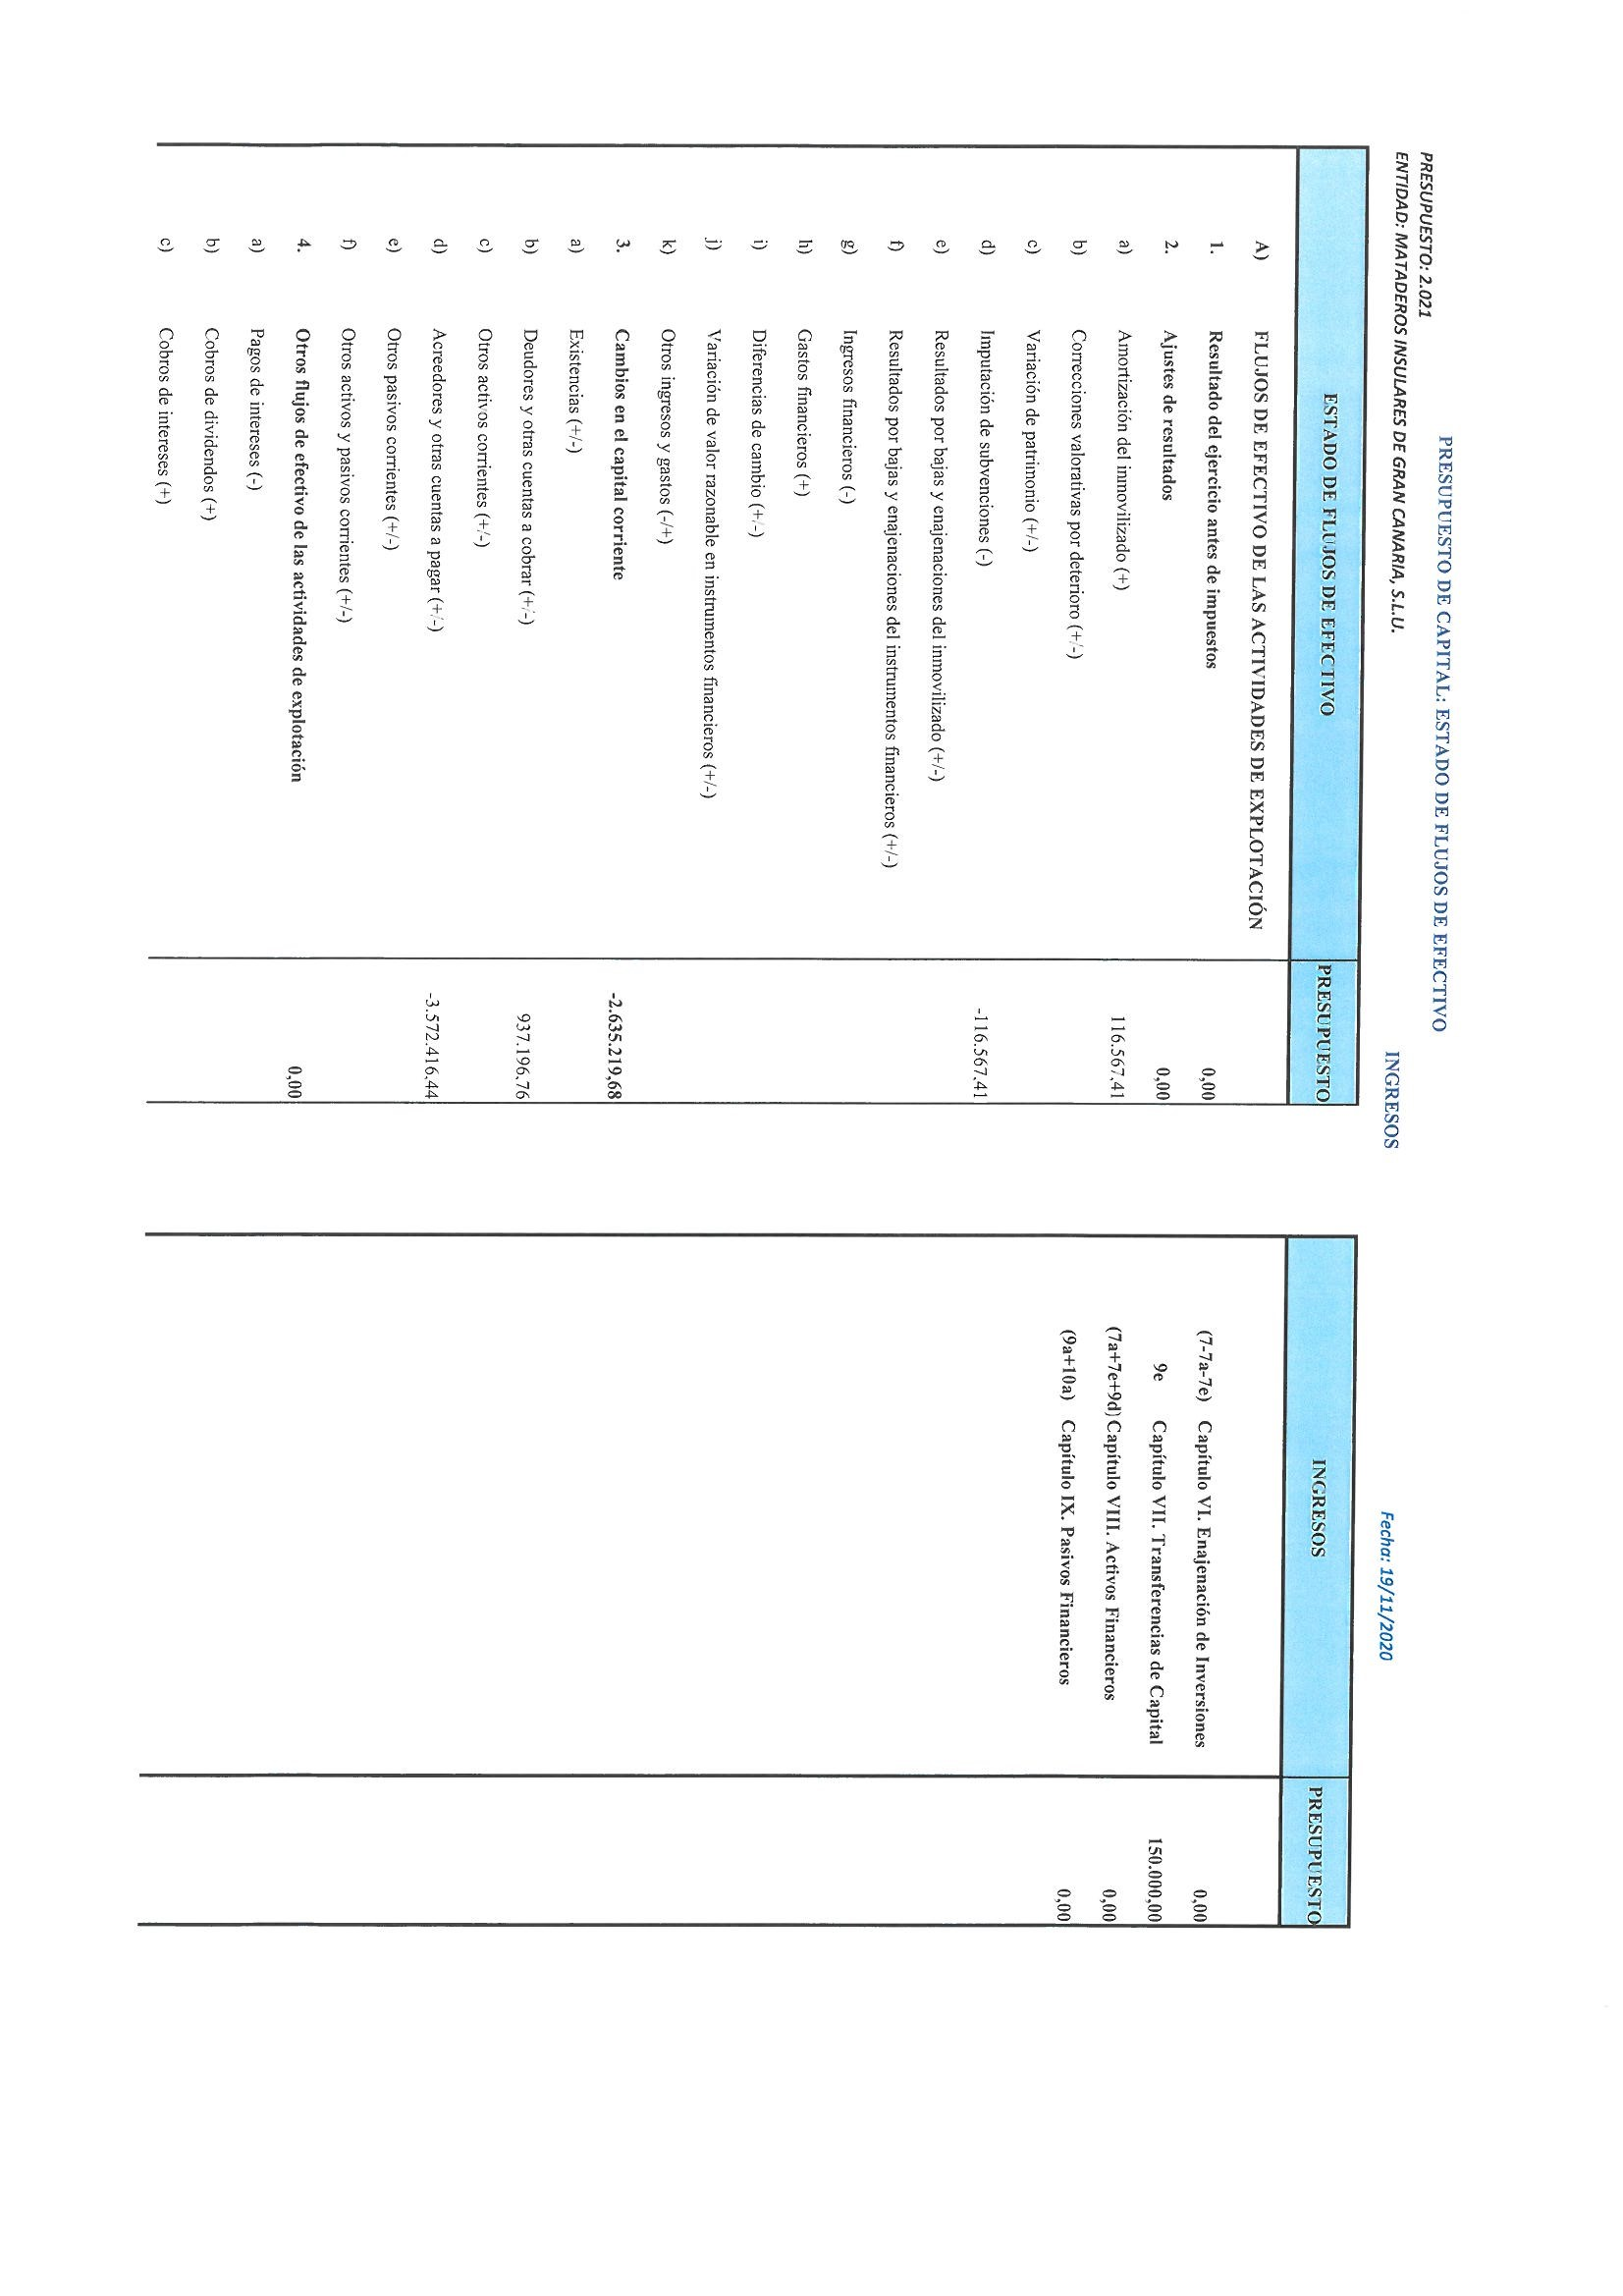 PRESUPUESTO DE CAPITAL: ESTADO DE FLUJOS DE EFECTIVO
PRESUPUESTO: 2.021
ENTIDAD: MATADEROS INSULARES DE GRAN CANARIA, S.L.U.
INGRESOS
Fecha: 19/11/2020
ESTADO DE FLUJOS DE EFECTIVO PRESUPUESTO
A) FLUJOS DE EFECTIVO DE LAS ACTIVIDADES DE EXPLOTACIÓN
1. Resultado del ejercicio antes de impuestos 0,00
2. Ajustes de resultados 0,00
a) Amortización del inmovilizado (+) 116.567,41
b) Correcciones valorativas por deterioro (+/-)
c) Variación de patrimonio (+/-)
d) Imputación de subvenciones (-) -116.567,41
e) Resultados por bajas y enajenaciones del inmovilizado (+/-)
f) Resultados por bajas y enajenaciones del instrumentos financieros (+/-)
g) Ingresos financieros (-)
h) Gastos financieros (+)
i) Diferencias de cambio (+/-)
j) Variación de valor razonable en instrumentos financieros (+/-)
k) Otros ingresos y gastos (-/+)
3. Cambios en el capital corriente -2.635.219,68
a) Existencias (+/-)
b) Deudores y otras cuentas a cobrar (+/-) 937.196,76
c) Otros activos corrientes (+/-)
d) Acreedores y otras cuentas a pagar (+/-) -3.572.416,44
e) Otros pasivos corrientes (+/-)
f) Otros activos y pasivos corrientes (+/-)
4. Otros flujos de efectivo de las actividades de explotación 0,00
a) Pagos de intereses (-)
b) Cobros de dividendos (+)
c) Cobros de intereses (+)
INGRESOS PRESUPUESTO
(7-7a-7e) Capítulo VI. Enajenación de Inversiones 0,00
9e Capítulo VII. Transferencias de Capital 150.000,00
(7a+7e+9d) Capítulo VIII. Activos Financieros 0,00
(9a+10a) Capítulo IX. Pasivos Financieros 0,00